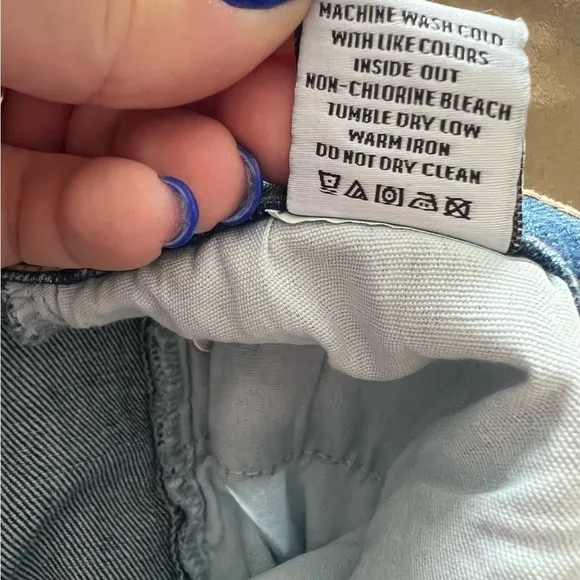 MACHINE WASH COLD
WITH LIKE COLORS
INSIDE OUT
NON-CHLORINE BLEACH
TUMBLE DRY LOW
WARM IRON
DO NOT DRY CLEAN